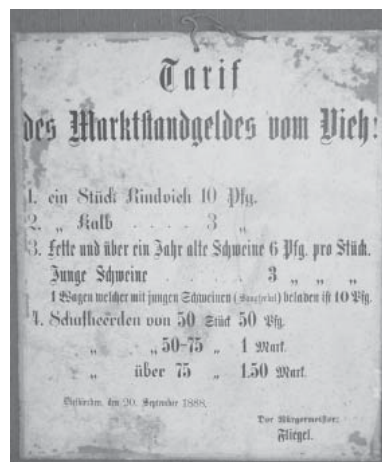 Tarif
des Marktstandgeldes vom Vieh:
1. ein Stück Rindvieh 10 Pfg.
2. „ Kalb . . . . 3 „
3. Fette und über ein Jahr alte Schweine 6 Pfg. pro Stück.
Junge Schweine . . . . 3 „ „ „
1 Wagen welcher mit jungen Schweinen () beladen ist 10 Pfg.
4. Schafheerden von 50 Stück 50 Pfg.
„ „ 50-75 „ 1 Mark.
„ über 75 „ 1.50 Mark.
den 20. September 1888.
Der Bürgermeister:
Fliegel.